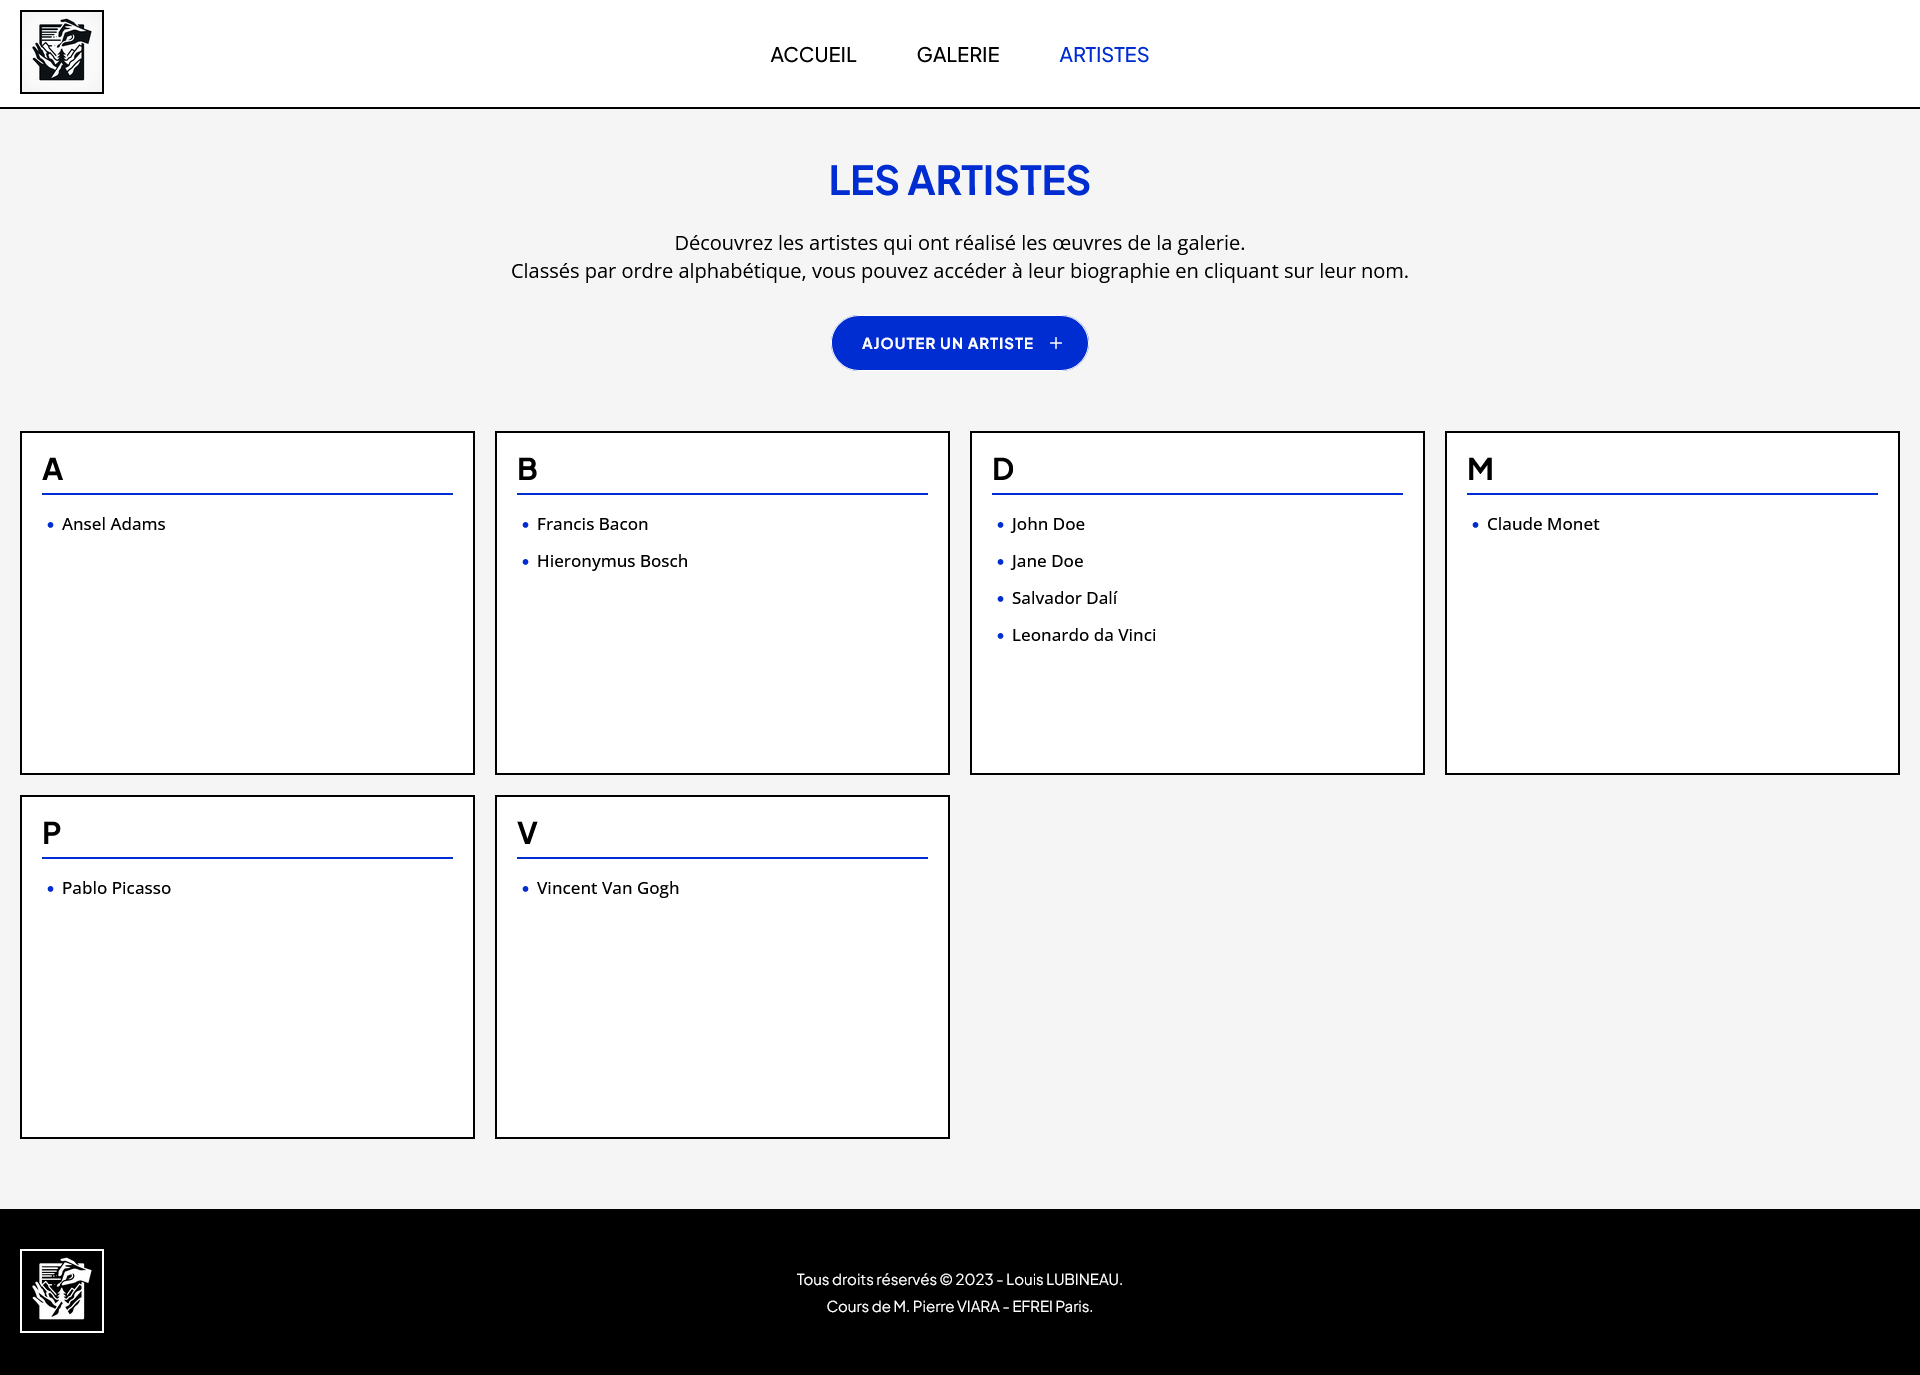 ACCUEIL
GALERIE
ARTISTES
LES ARTISTES
Découvrez les artistes qui ont réalisé les œuvres de la galerie.
Classés par ordre alphabétique, vous pouvez accéder à leur biographie en cliquant sur leur nom.
AJOUTER UN ARTISTE +
A
• Ansel Adams
B
• Francis Bacon
• Hieronymus Bosch
D
• John Doe
• Jane Doe
• Salvador Dalí
• Leonardo da Vinci
M
• Claude Monet
P
• Pablo Picasso
V
• Vincent Van Gogh
Tous droits réservés © 2023 - Louis LUBINEAU.
Cours de M. Pierre VIARA - EFREI Paris.